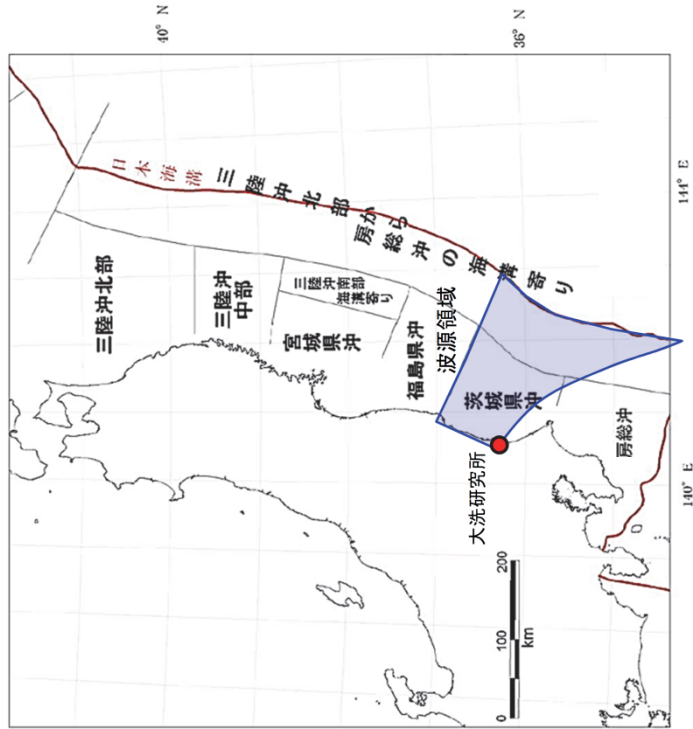 40° N
36° N
144° E
140° E
日本海溝
三陸沖北部から
房総沖の海溝寄り
三陸沖北部
三陸沖
中部
三陸沖南部
海溝寄り
宮城県沖
福島県沖
波源領域
茨城県沖
房総沖
大洗研究所
0 100 200
km